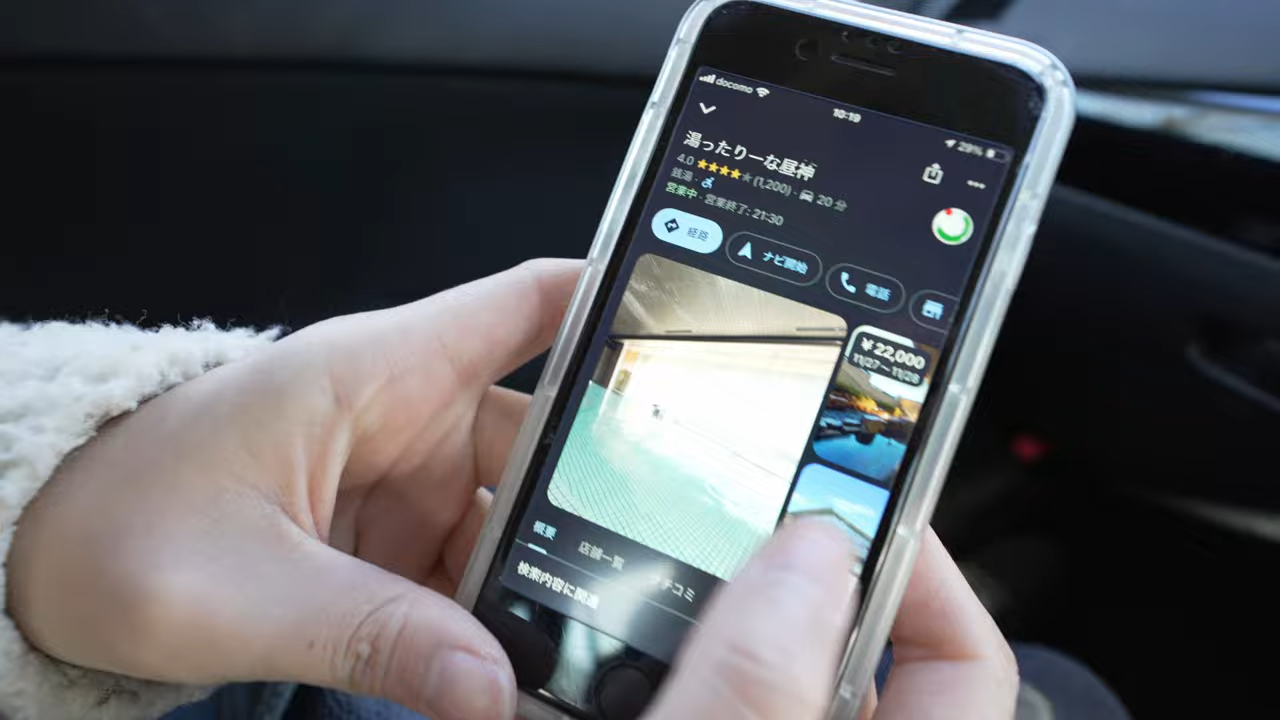 docomo 10:19 29%
湯ったりーな昼神
4.0 (1,200) · 20 分
銭湯 ·
営業中 · 営業終了: 21:30
経路 ナビ開始 電話
¥22,000
11/27～11/28
概要 店舗一覧 チコミ
検索内容に関連